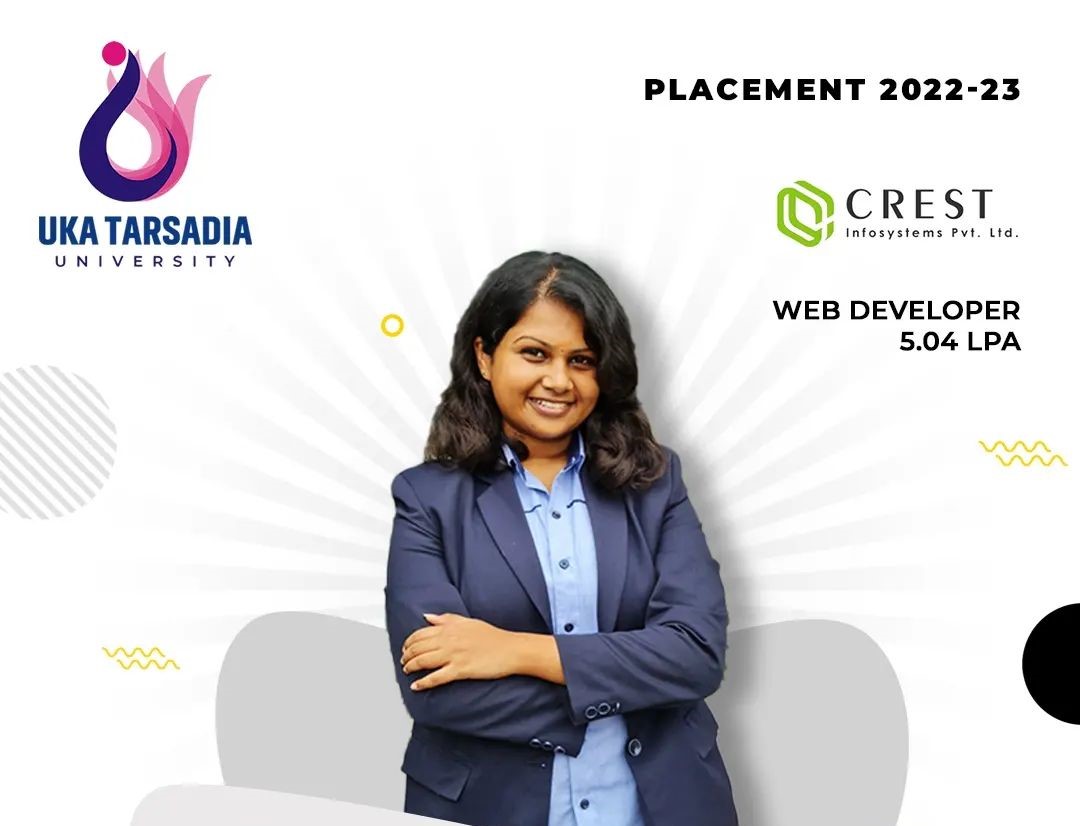 UKA TARSADIA
UNIVERSITY
PLACEMENT 2022-23
CREST
Infosystems Pvt. Ltd.
WEB DEVELOPER
5.04 LPA